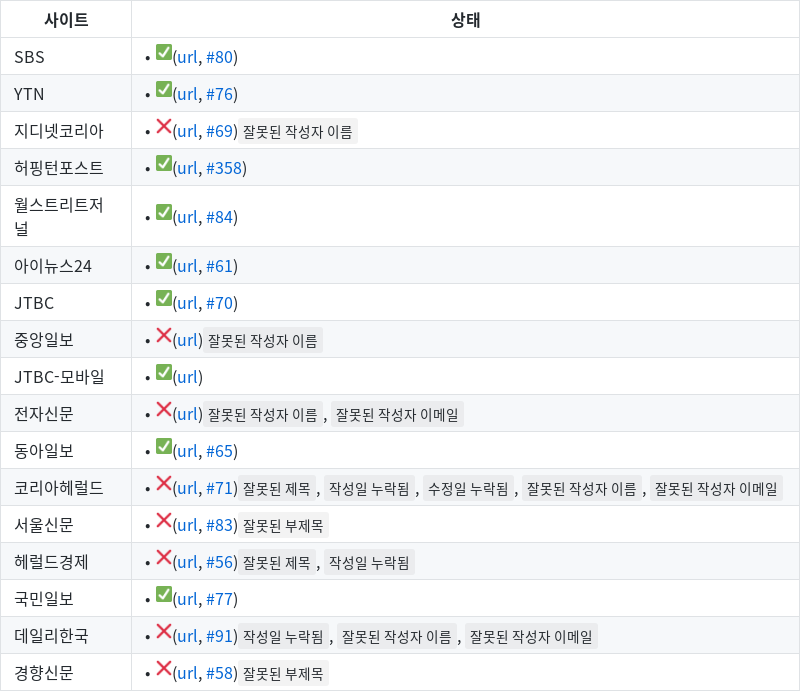 사이트 상태
SBS • ✅(url, #80)
YTN • ✅(url, #76)
지디넷코리아 • ❌(url, #69) 잘못된 작성자 이름
허핑턴포스트 • ✅(url, #358)
월스트리트저
널 • ✅(url, #84)
아이뉴스24 • ✅(url, #61)
JTBC • ✅(url, #70)
중앙일보 • ❌(url) 잘못된 작성자 이름
JTBC-모바일 • ✅(url)
전자신문 • ❌(url) 잘못된 작성자 이름 , 잘못된 작성자 이메일
동아일보 • ✅(url, #65)
코리아헤럴드 • ❌(url, #71) 잘못된 제목 , 작성일 누락됨 , 수정일 누락됨 , 잘못된 작성자 이름 , 잘못된 작성자 이메일
서울신문 • ❌(url, #83) 잘못된 부제목
헤럴드경제 • ❌(url, #56) 잘못된 제목 , 작성일 누락됨
국민일보 • ✅(url, #77)
데일리한국 • ❌(url, #91) 작성일 누락됨 , 잘못된 작성자 이름 , 잘못된 작성자 이메일
경향신문 • ❌(url, #58) 잘못된 부제목